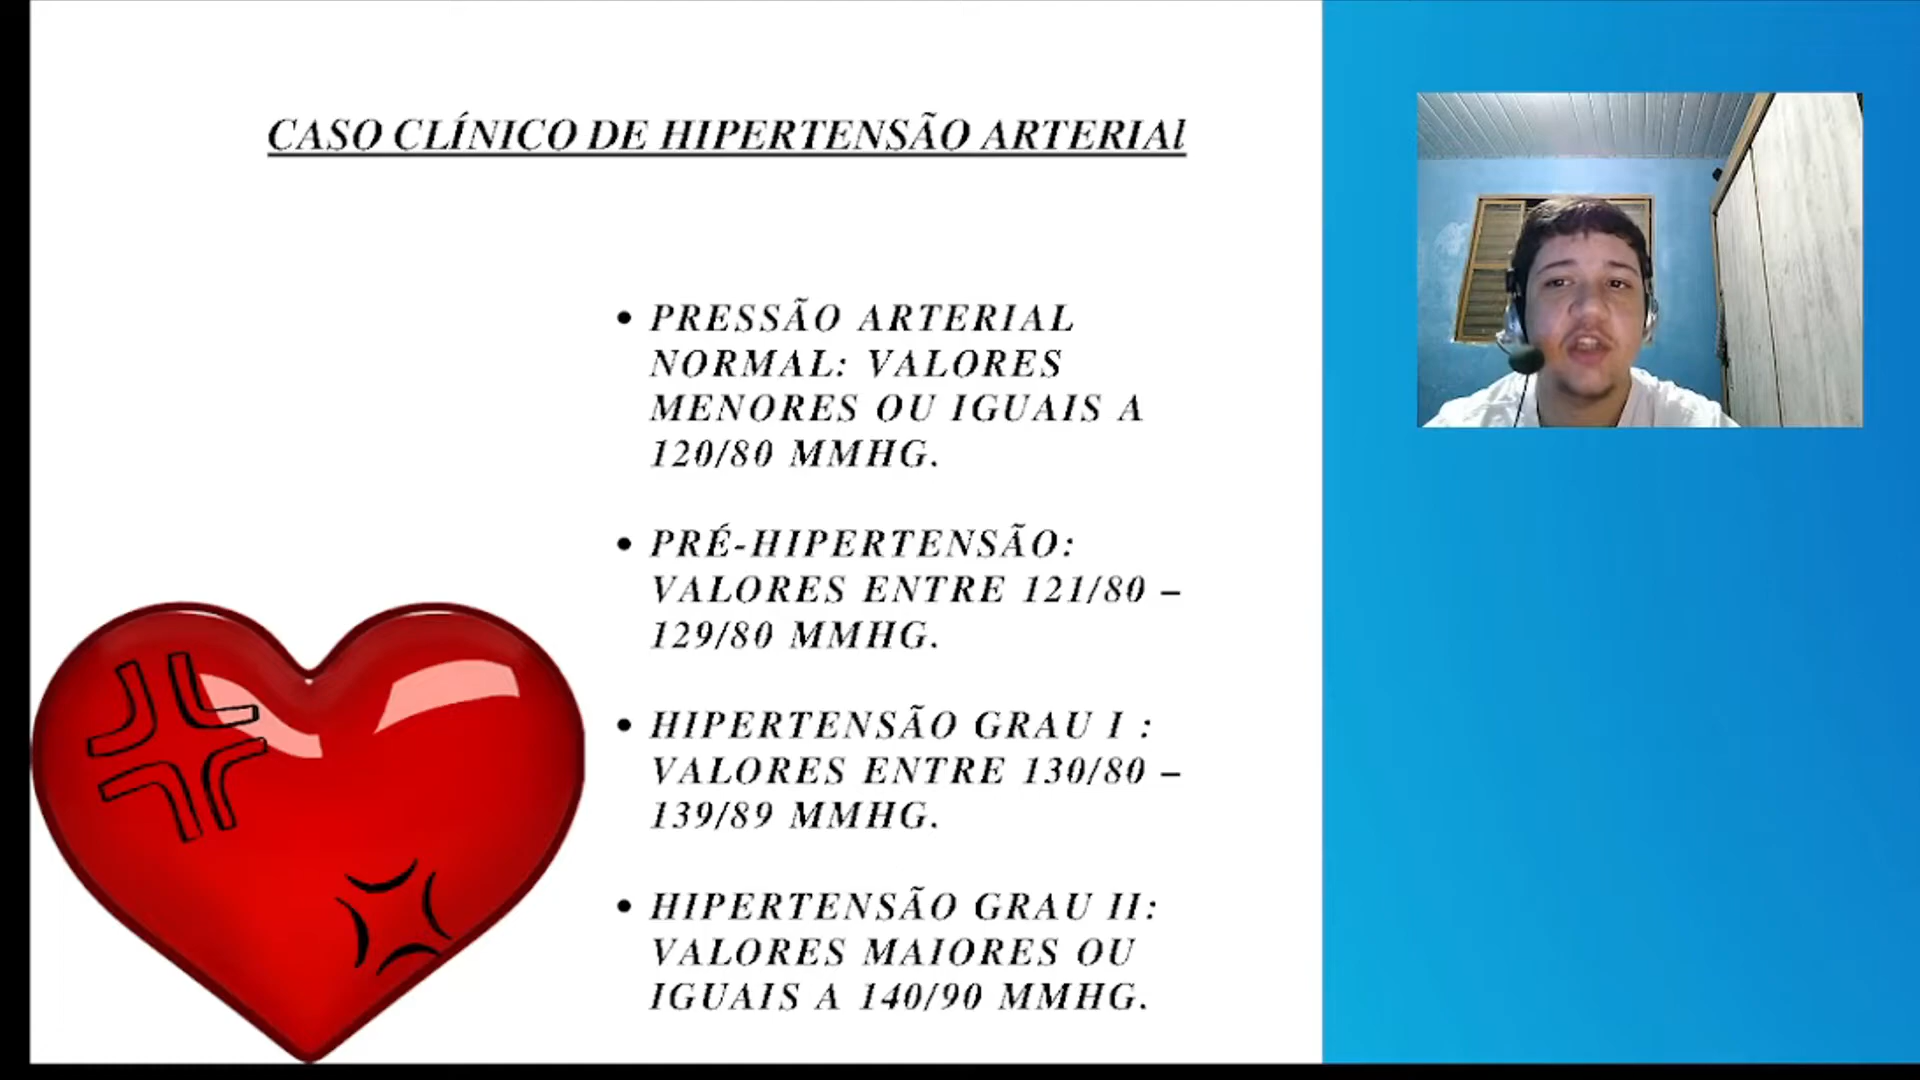 CASO CLÍNICO DE HIPERTENSÃO ARTERIAl
• PRESSÃO ARTERIAL
NORMAL: VALORES
MENORES OU IGUAIS A
120/80 MMHG.
• PRÉ-HIPERTENSÃO:
VALORES ENTRE 121/80 –
129/80 MMHG.
• HIPERTENSÃO GRAU I :
VALORES ENTRE 130/80 –
139/89 MMHG.
• HIPERTENSÃO GRAU II:
VALORES MAIORES OU
IGUAIS A 140/90 MMHG.